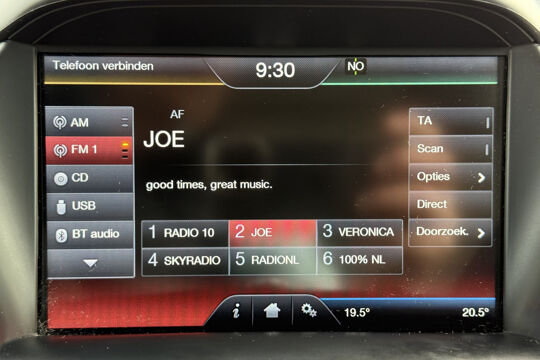 Telefoon verbinden
9:30
NO
AM
FM 1
CD
USB
BT audio
AF
JOE
good times, great music.
1 RADIO 10
2 JOE
3 VERONICA
4 SKYRADIO
5 RADIONL
6 100% NL
TA
Scan
Opties
Direct
Doorzoek.
i
19.5°
20.5°